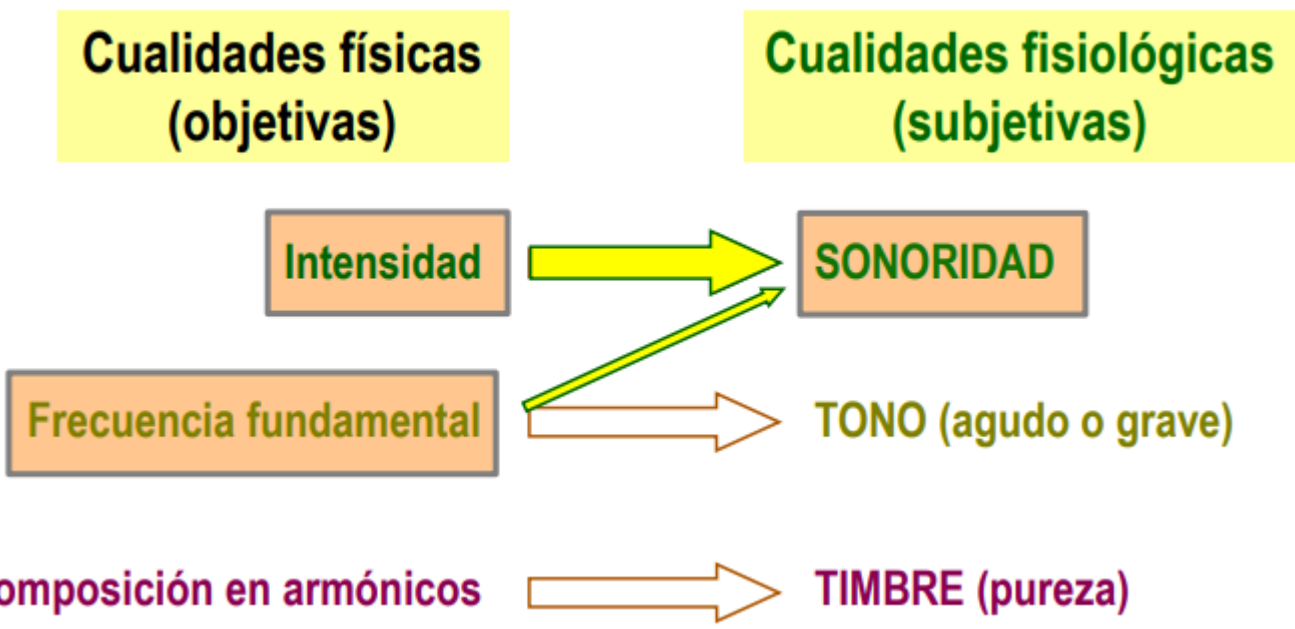 Cualidades físicas
(objetivas)
Cualidades fisiológicas
(subjetivas)
Intensidad
SONORIDAD
Frecuencia fundamental
TONO (agudo o grave)
omposición en armónicos
TIMBRE (pureza)